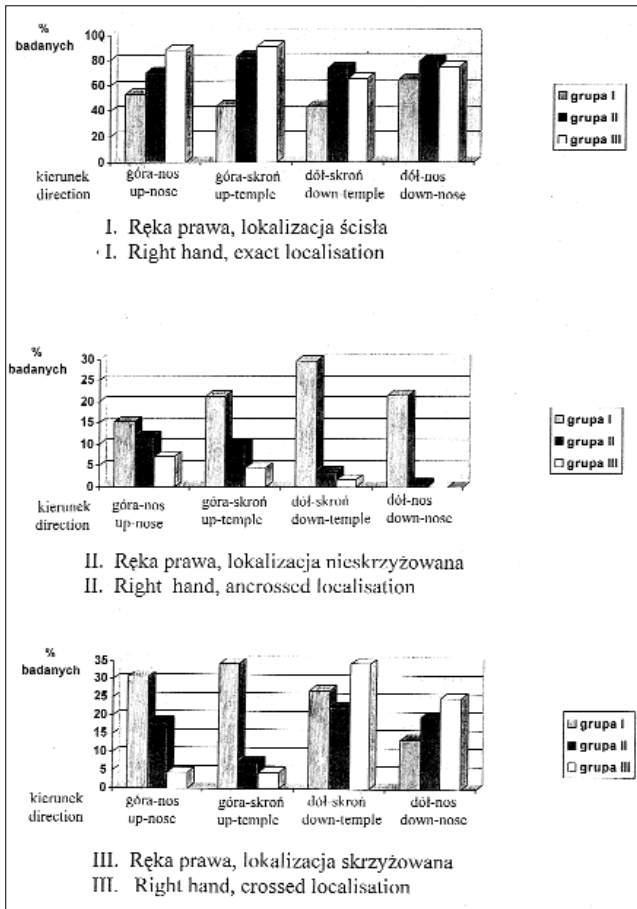 %
badanych
100
80
60
40
20
0
kierunek
direction
góra-nos
up-nose
góra-skroń
up-temple
dół-skroń
down-temple
dół-nos
down-nose
grupa I
grupa II
grupa III
I. Ręka prawa, lokalizacja ścisła
I. Right hand, exact localisation
%
badanych
30
25
20
15
10
5
0
kierunek
direction
góra-nos
up-nose
góra-skroń
up-temple
dół-skroń
down-temple
dół-nos
down-nose
grupa I
grupa II
grupa III
II. Ręka prawa, lokalizacja nieskrzyżowana
II. Right hand, ancrossed localisation
%
badanych
35
30
25
20
15
10
5
0
kierunek
direction
góra-nos
up-nose
góra-skroń
up-temple
dół-skroń
down-temple
dół-nos
down-nose
grupa I
grupa II
grupa III
III. Ręka prawa, lokalizacja skrzyżowana
III. Right hand, crossed localisation